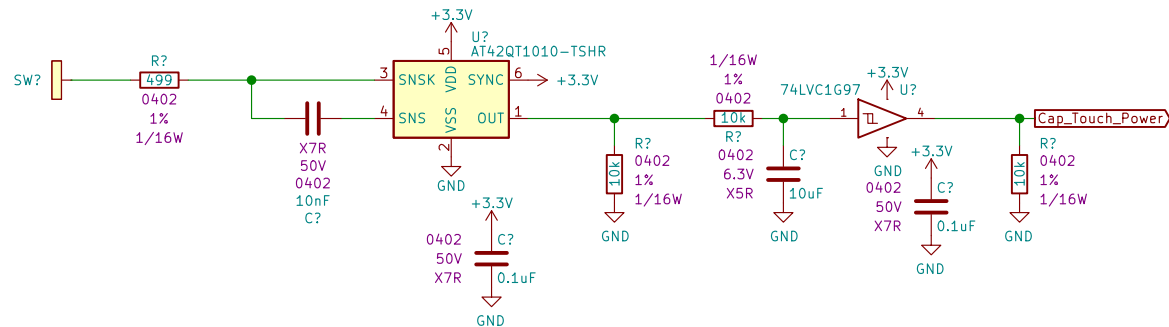 SW?
R?
499
0402
1%
1/16W
X7R
50V
0402
10nF
C?
+3.3V
U?
AT42QT1010-TSHR
5
VDD
3
SNSK
SYNC
6
+3.3V
4
SNS
OUT
1
VSS
2
GND
+3.3V
C?
0402
50V
X7R
0.1uF
GND
R?
10k
0402
1%
1/16W
GND
1/16W
1%
0402
10k
R?
0402
6.3V
X5R
C?
10uF
GND
+3.3V
74LVC1G97
U?
1
4
GND
+3.3V
C?
0402
50V
X7R
0.1uF
GND
Cap_Touch_Power
R?
10k
0402
1%
1/16W
GND